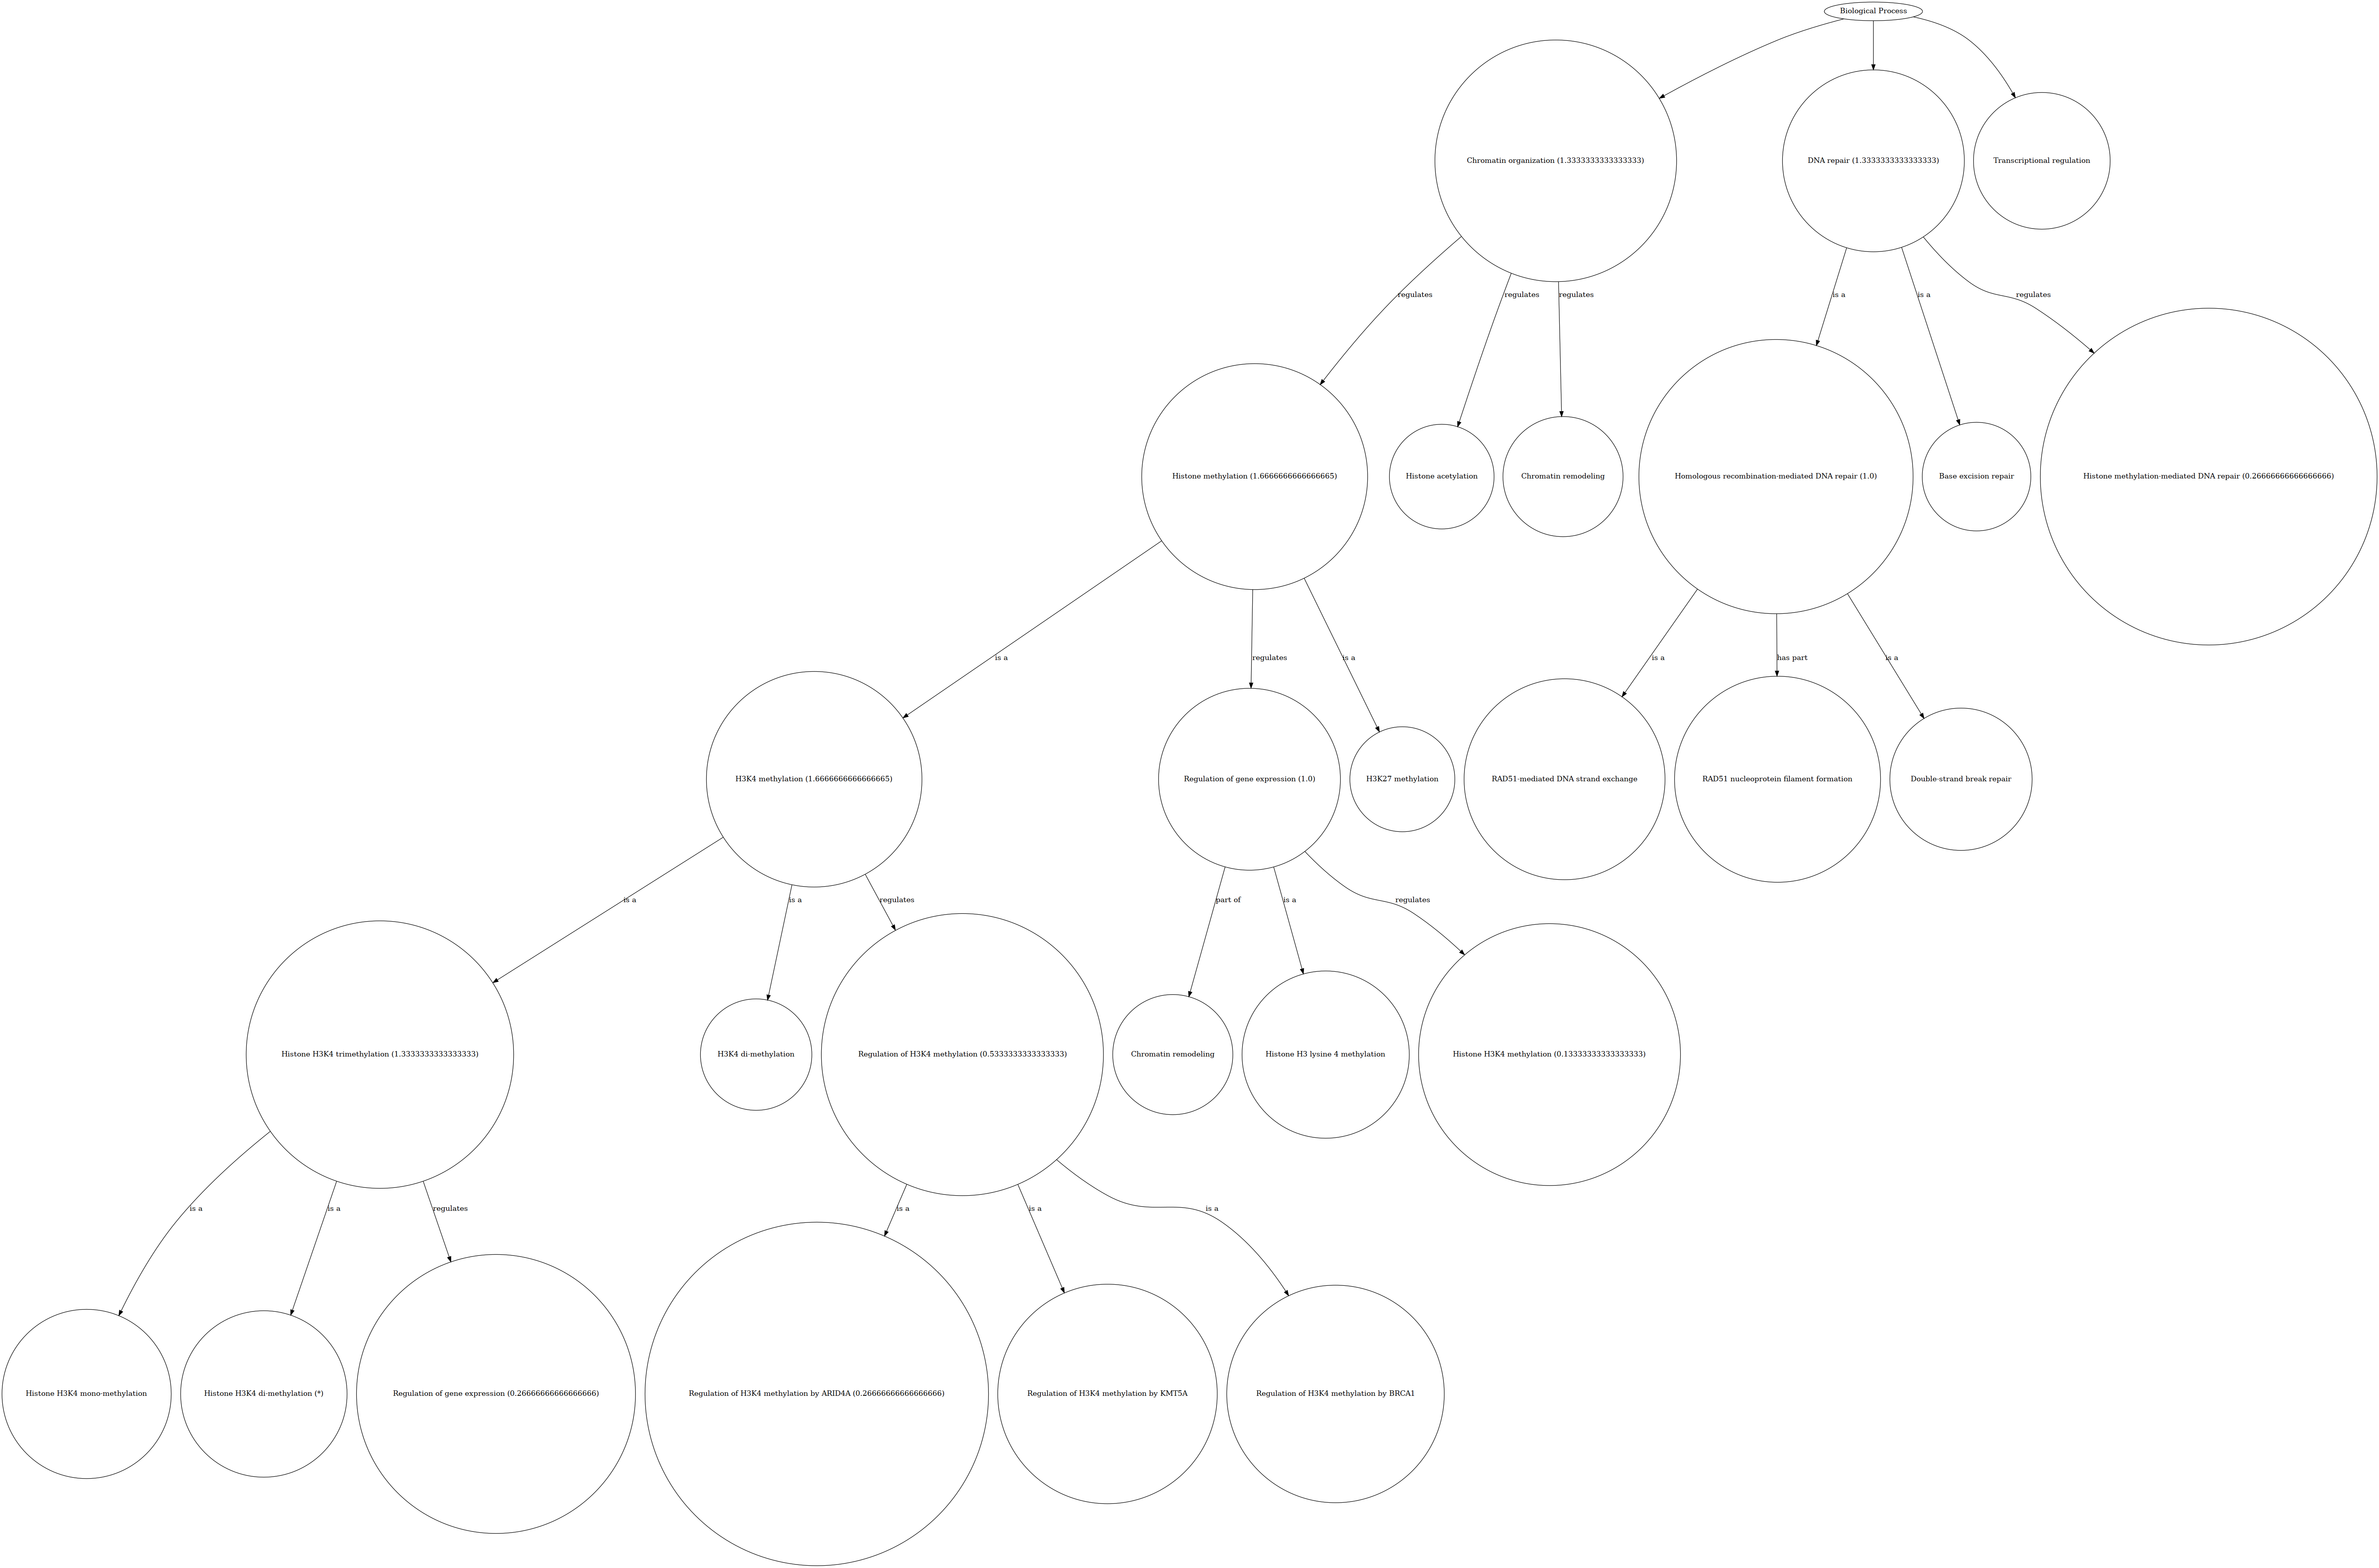 Biological Process
Chromatin organization (1.3333333333333333)
DNA repair (1.3333333333333333)
Transcriptional regulation
regulates
regulates
regulates
is a
is a
regulates
Histone methylation (1.6666666666666665)
Histone acetylation
Chromatin remodeling
Homologous recombination-mediated DNA repair (1.0)
Base excision repair
Histone methylation-mediated DNA repair (0.26666666666666666)
is a
regulates
is a
is a
has part
is a
H3K4 methylation (1.6666666666666665)
Regulation of gene expression (1.0)
H3K27 methylation
RAD51-mediated DNA strand exchange
RAD51 nucleoprotein filament formation
Double-strand break repair
is a
is a
regulates
part of
is a
regulates
Histone H3K4 trimethylation (1.3333333333333333)
H3K4 di-methylation
Regulation of H3K4 methylation (0.5333333333333333)
Chromatin remodeling
Histone H3 lysine 4 methylation
Histone H3K4 methylation (0.13333333333333333)
is a
is a
regulates
is a
is a
is a
Histone H3K4 mono-methylation
Histone H3K4 di-methylation (*)
Regulation of gene expression (0.26666666666666666)
Regulation of H3K4 methylation by ARID4A (0.26666666666666666)
Regulation of H3K4 methylation by KMT5A
Regulation of H3K4 methylation by BRCA1